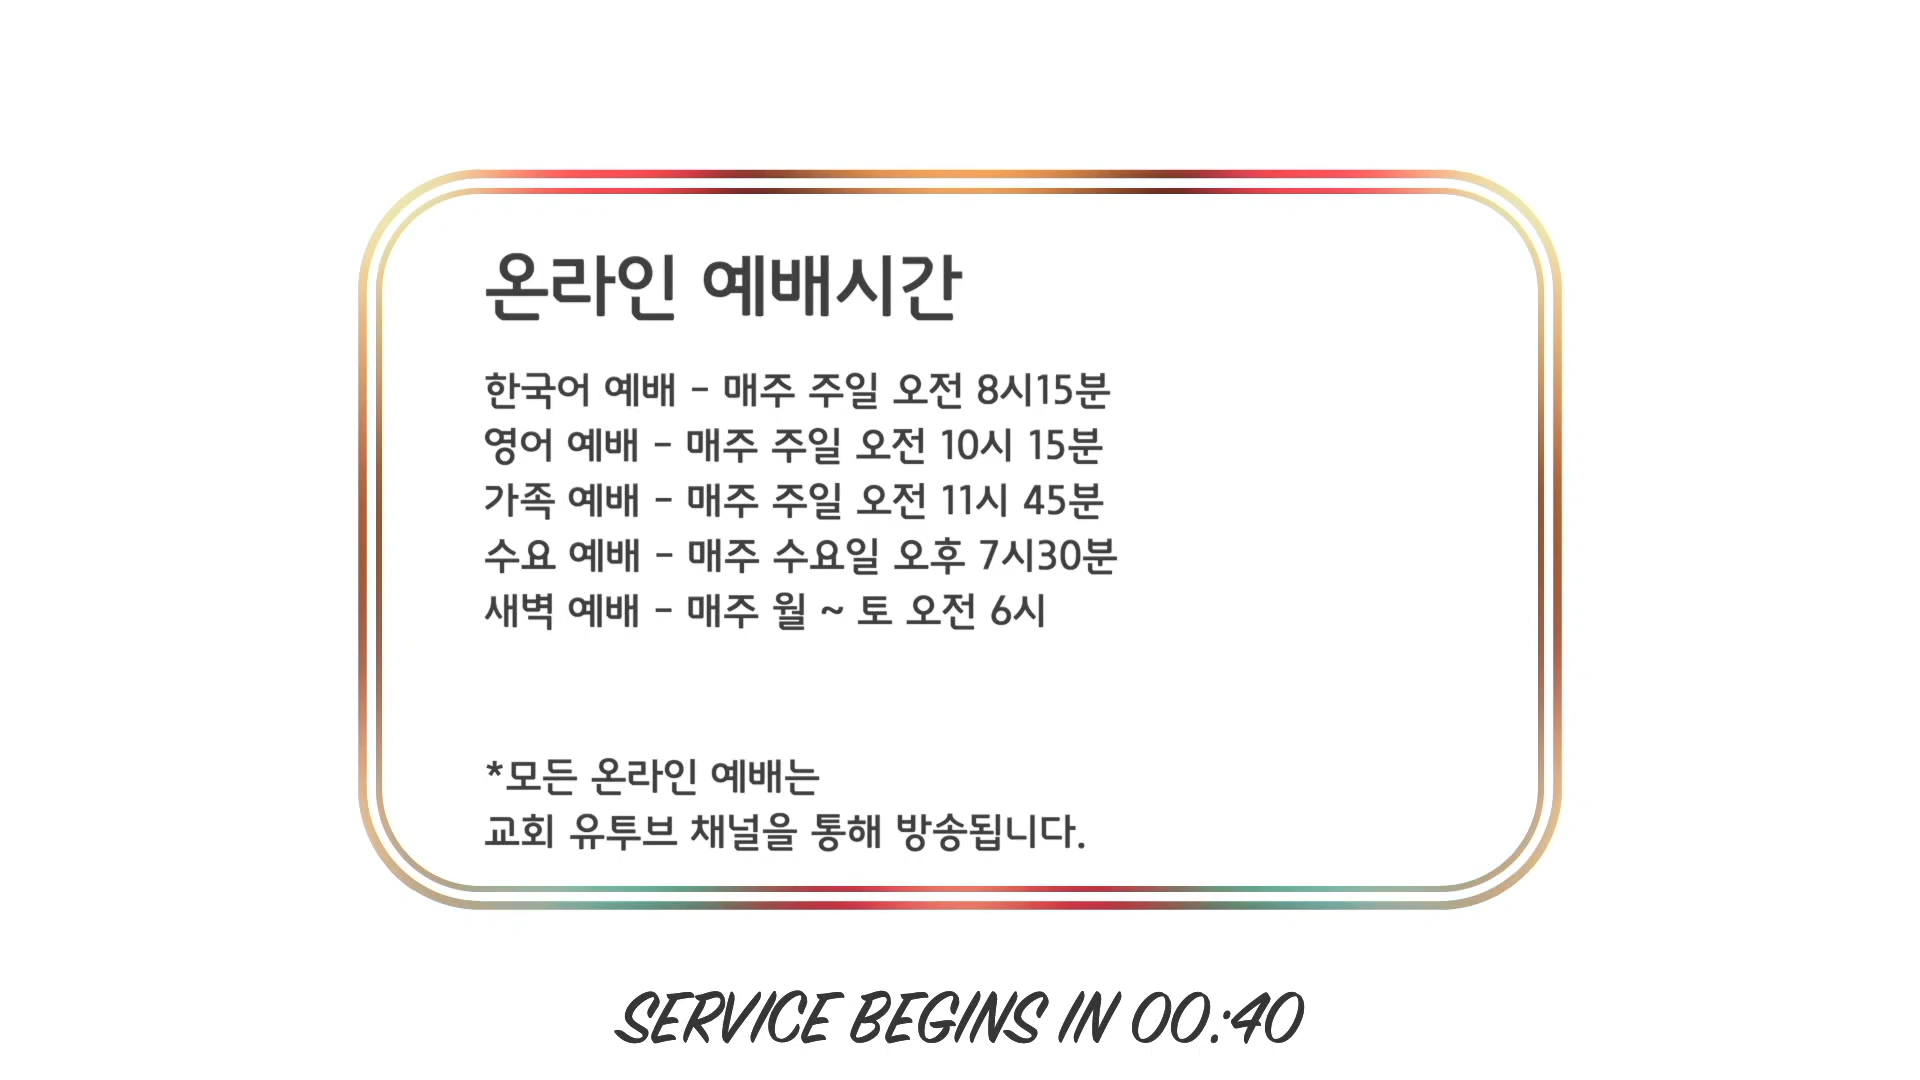 온라인 예배시간
한국어 예배 - 매주 주일 오전 8시15분
영어 예배 - 매주 주일 오전 10시 15분
가족 예배 - 매주 주일 오전 11시 45분
수요 예배 - 매주 수요일 오후 7시30분
새벽 예배 - 매주 월 ~ 토 오전 6시
*모든 온라인 예배는
교회 유투브 채널을 통해 방송됩니다.
SERVICE BEGINS IN 00:40